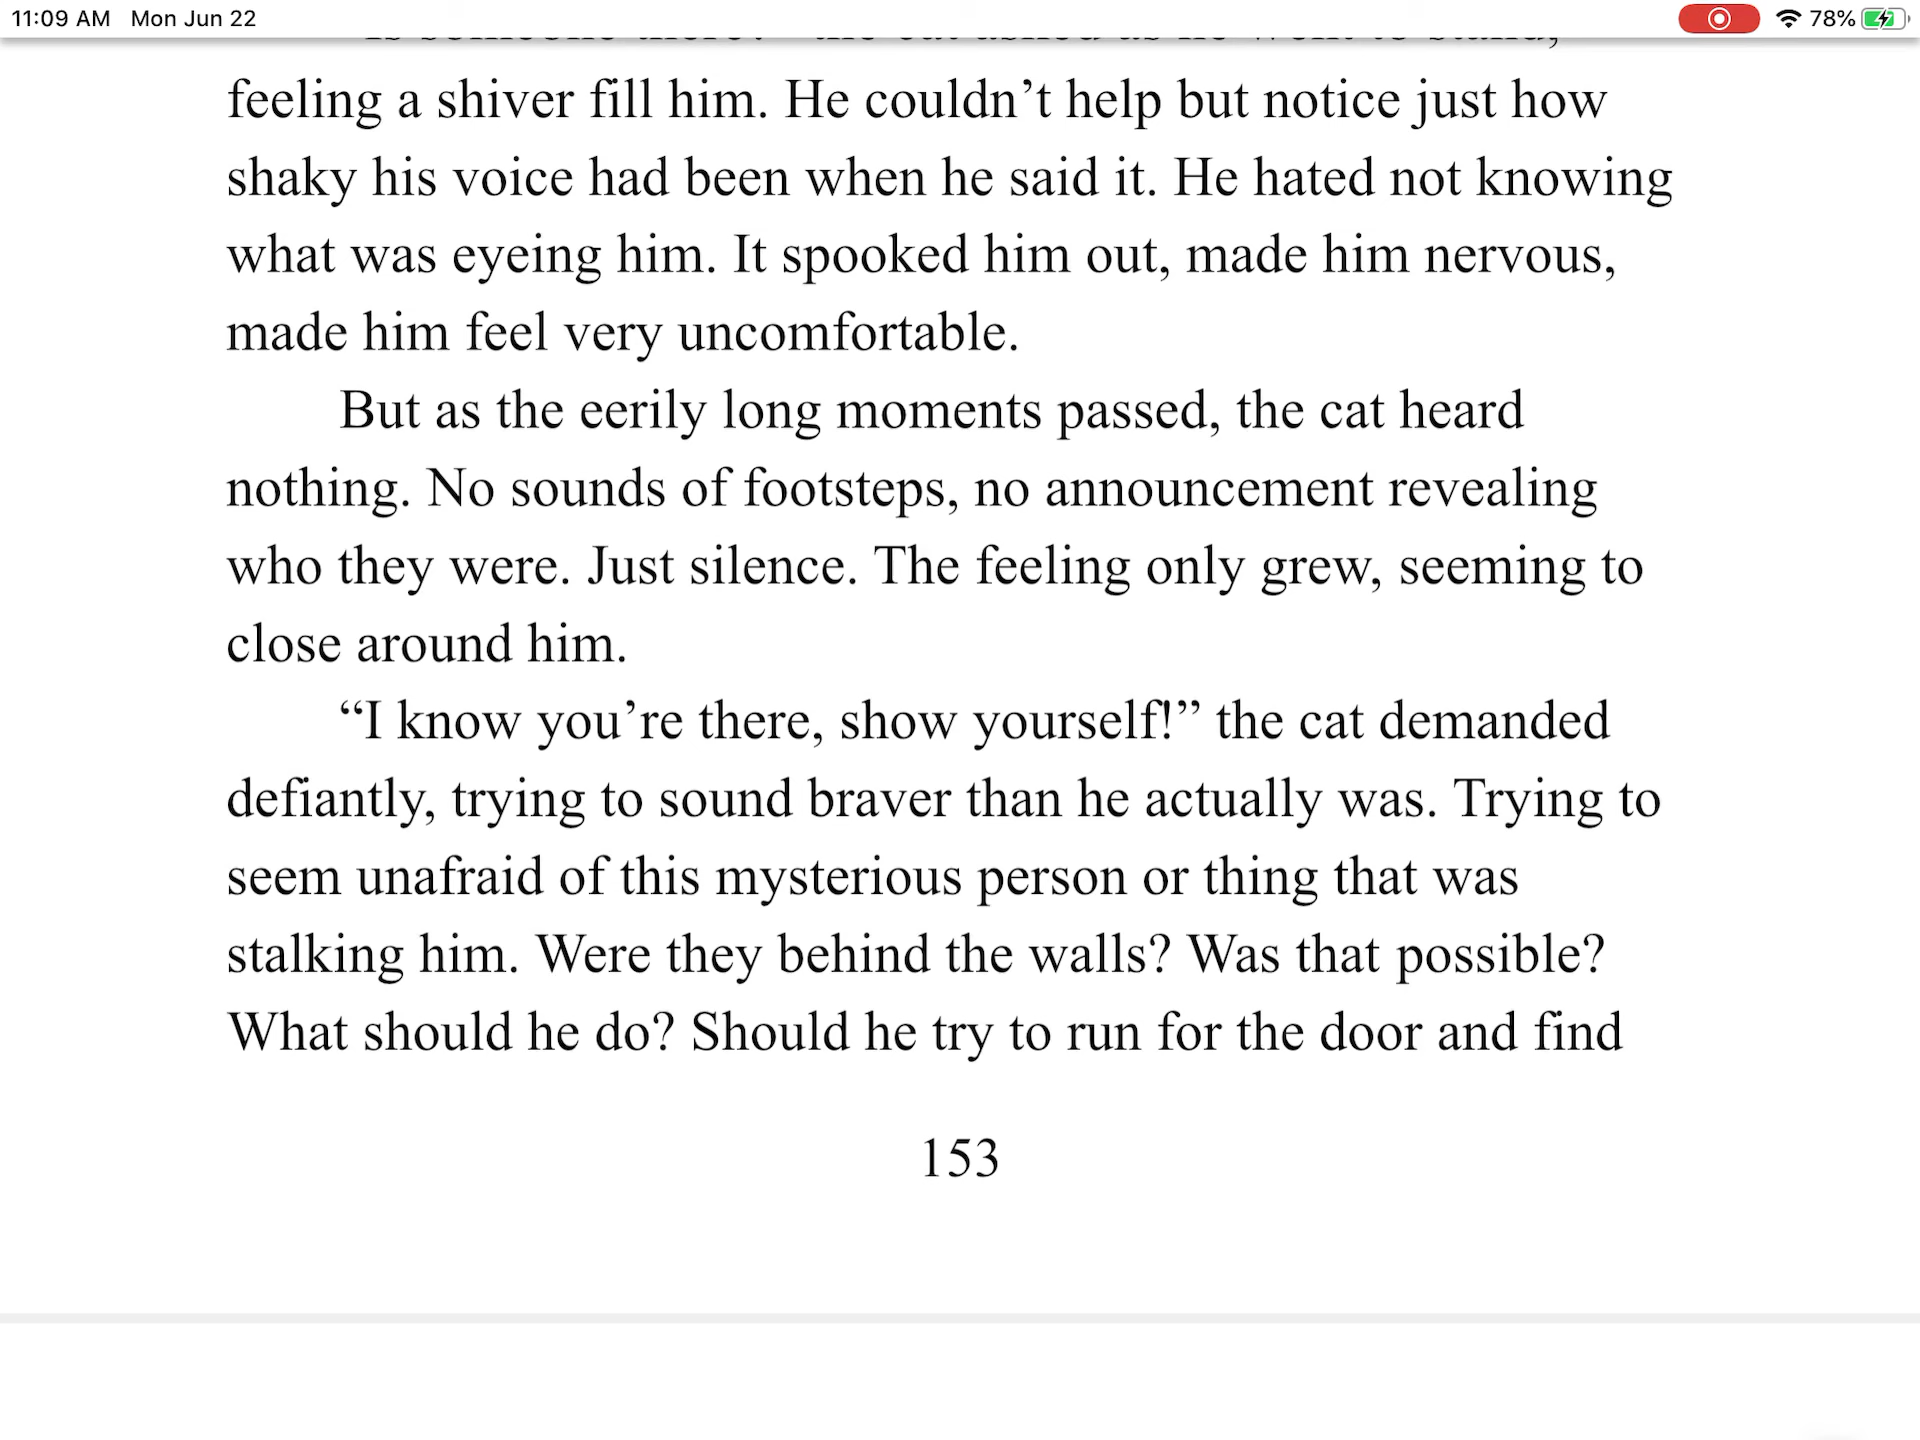 11:09 AM Mon Jun 22
78%
feeling a shiver fill him. He couldn’t help but notice just how
shaky his voice had been when he said it. He hated not knowing
what was eyeing him. It spooked him out, made him nervous,
made him feel very uncomfortable.
But as the eerily long moments passed, the cat heard
nothing. No sounds of footsteps, no announcement revealing
who they were. Just silence. The feeling only grew, seeming to
close around him.
“I know you’re there, show yourself!” the cat demanded
defiantly, trying to sound braver than he actually was. Trying to
seem unafraid of this mysterious person or thing that was
stalking him. Were they behind the walls? Was that possible?
What should he do? Should he try to run for the door and find
153